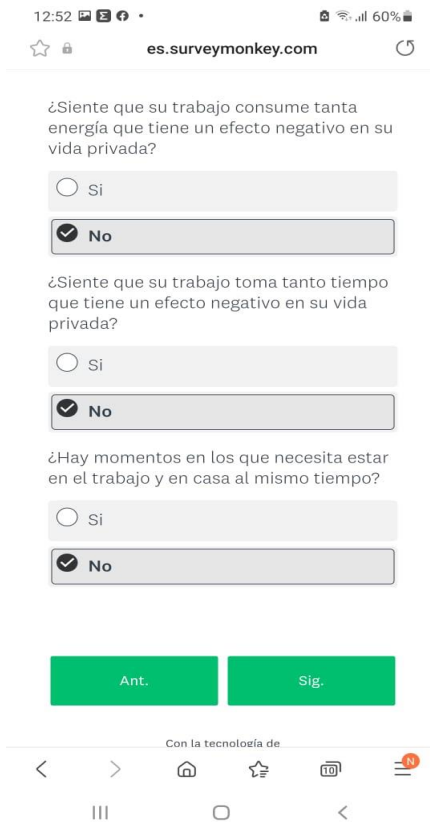 12:52
60%
es.surveymonkey.com
¿Siente que su trabajo consume tanta
energía que tiene un efecto negativo en su
vida privada?
Si
No
¿Siente que su trabajo toma tanto tiempo
que tiene un efecto negativo en su vida
privada?
Si
No
¿Hay momentos en los que necesita estar
en el trabajo y en casa al mismo tiempo?
Si
No
Ant.
Sig.
Con la tecnología de
10
N